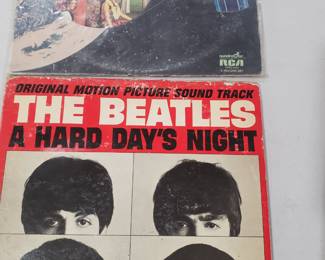 RCA
ORIGINAL MOTION PICTURE SOUND TRACK
THE BEATLES
A HARD DAY'S NIGHT